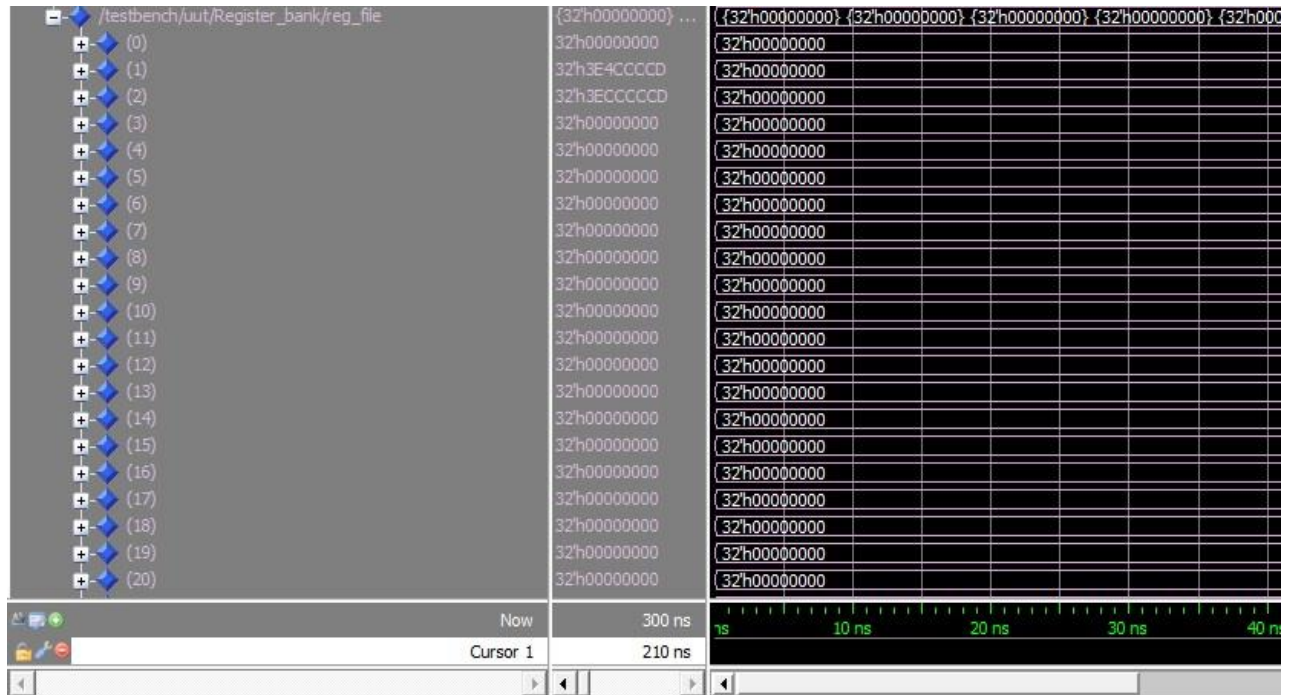 /testbench/uut/Register_bank/reg_file {32'h00000000} ... {32'h00000000} {32'h00000000} {32'h00000000} {32'h00000000} {32'h000
(0) 32'h00000000 32'h00000000
(1) 32'h3E4CCCCD 32'h00000000
(2) 32'h3ECCCCCD 32'h00000000
(3) 32'h00000000 32'h00000000
(4) 32'h00000000 32'h00000000
(5) 32'h00000000 32'h00000000
(6) 32'h00000000 32'h00000000
(7) 32'h00000000 32'h00000000
(8) 32'h00000000 32'h00000000
(9) 32'h00000000 32'h00000000
(10) 32'h00000000 32'h00000000
(11) 32'h00000000 32'h00000000
(12) 32'h00000000 32'h00000000
(13) 32'h00000000 32'h00000000
(14) 32'h00000000 32'h00000000
(15) 32'h00000000 32'h00000000
(16) 32'h00000000 32'h00000000
(17) 32'h00000000 32'h00000000
(18) 32'h00000000 32'h00000000
(19) 32'h00000000 32'h00000000
(20) 32'h00000000 32'h00000000
Now 300 ns ns 10 ns 20 ns 30 ns 40 n
Cursor 1 210 ns